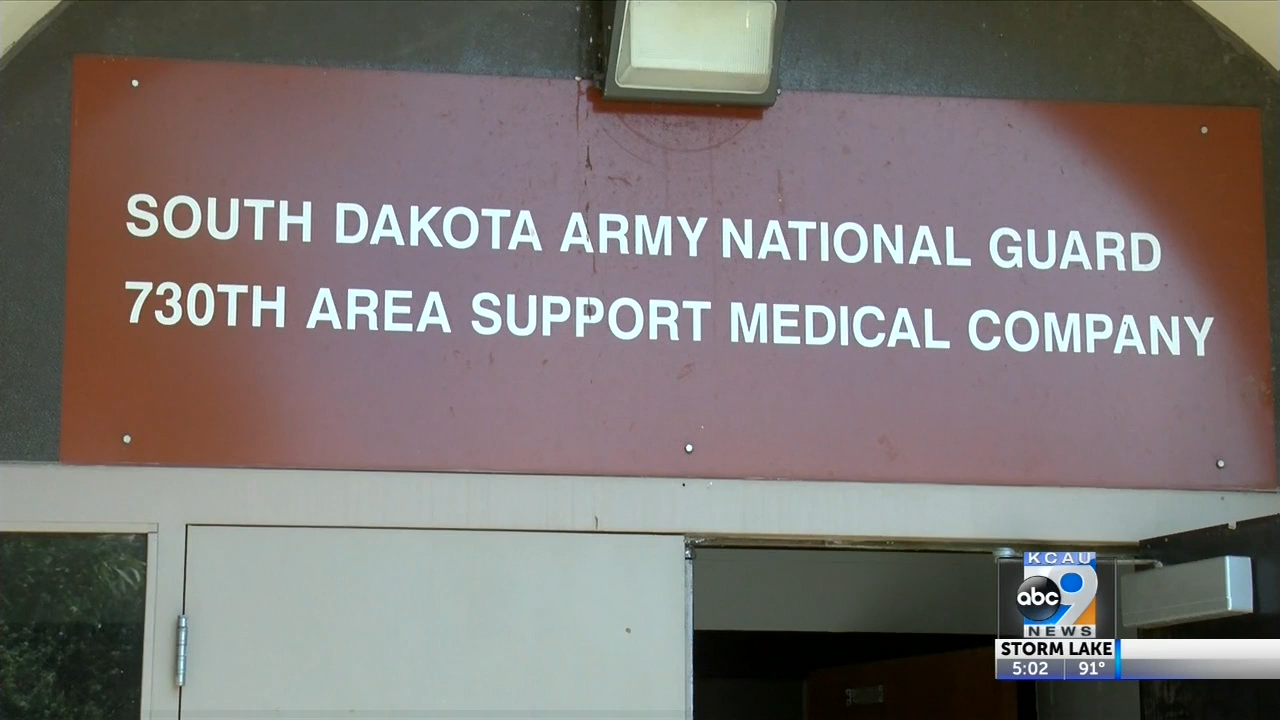 SOUTH DAKOTA ARMY NATIONAL GUARD
730TH AREA SUPPORT MEDICAL COMPANY
KCAU
abc 9
NEWS
STORM LAKE
5:02 91°